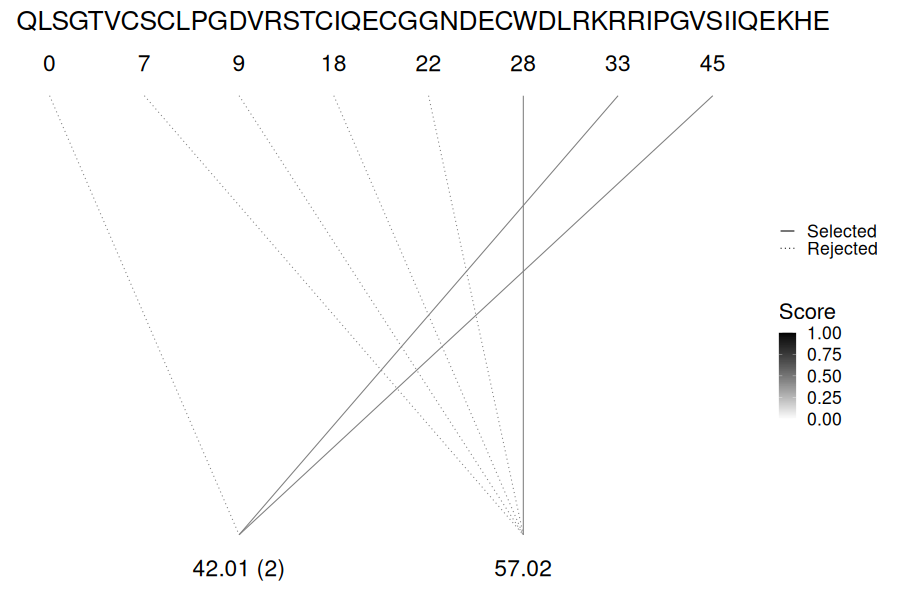 QLSGTVCSCLPGDVRSTCIQECGGNDECWDLRKRRIPGVSIIQEKHE
0 7 9 18 22 28 33 45
Selected
Rejected
Score
1.00
0.75
0.50
0.25
0.00
42.01 (2) 57.02